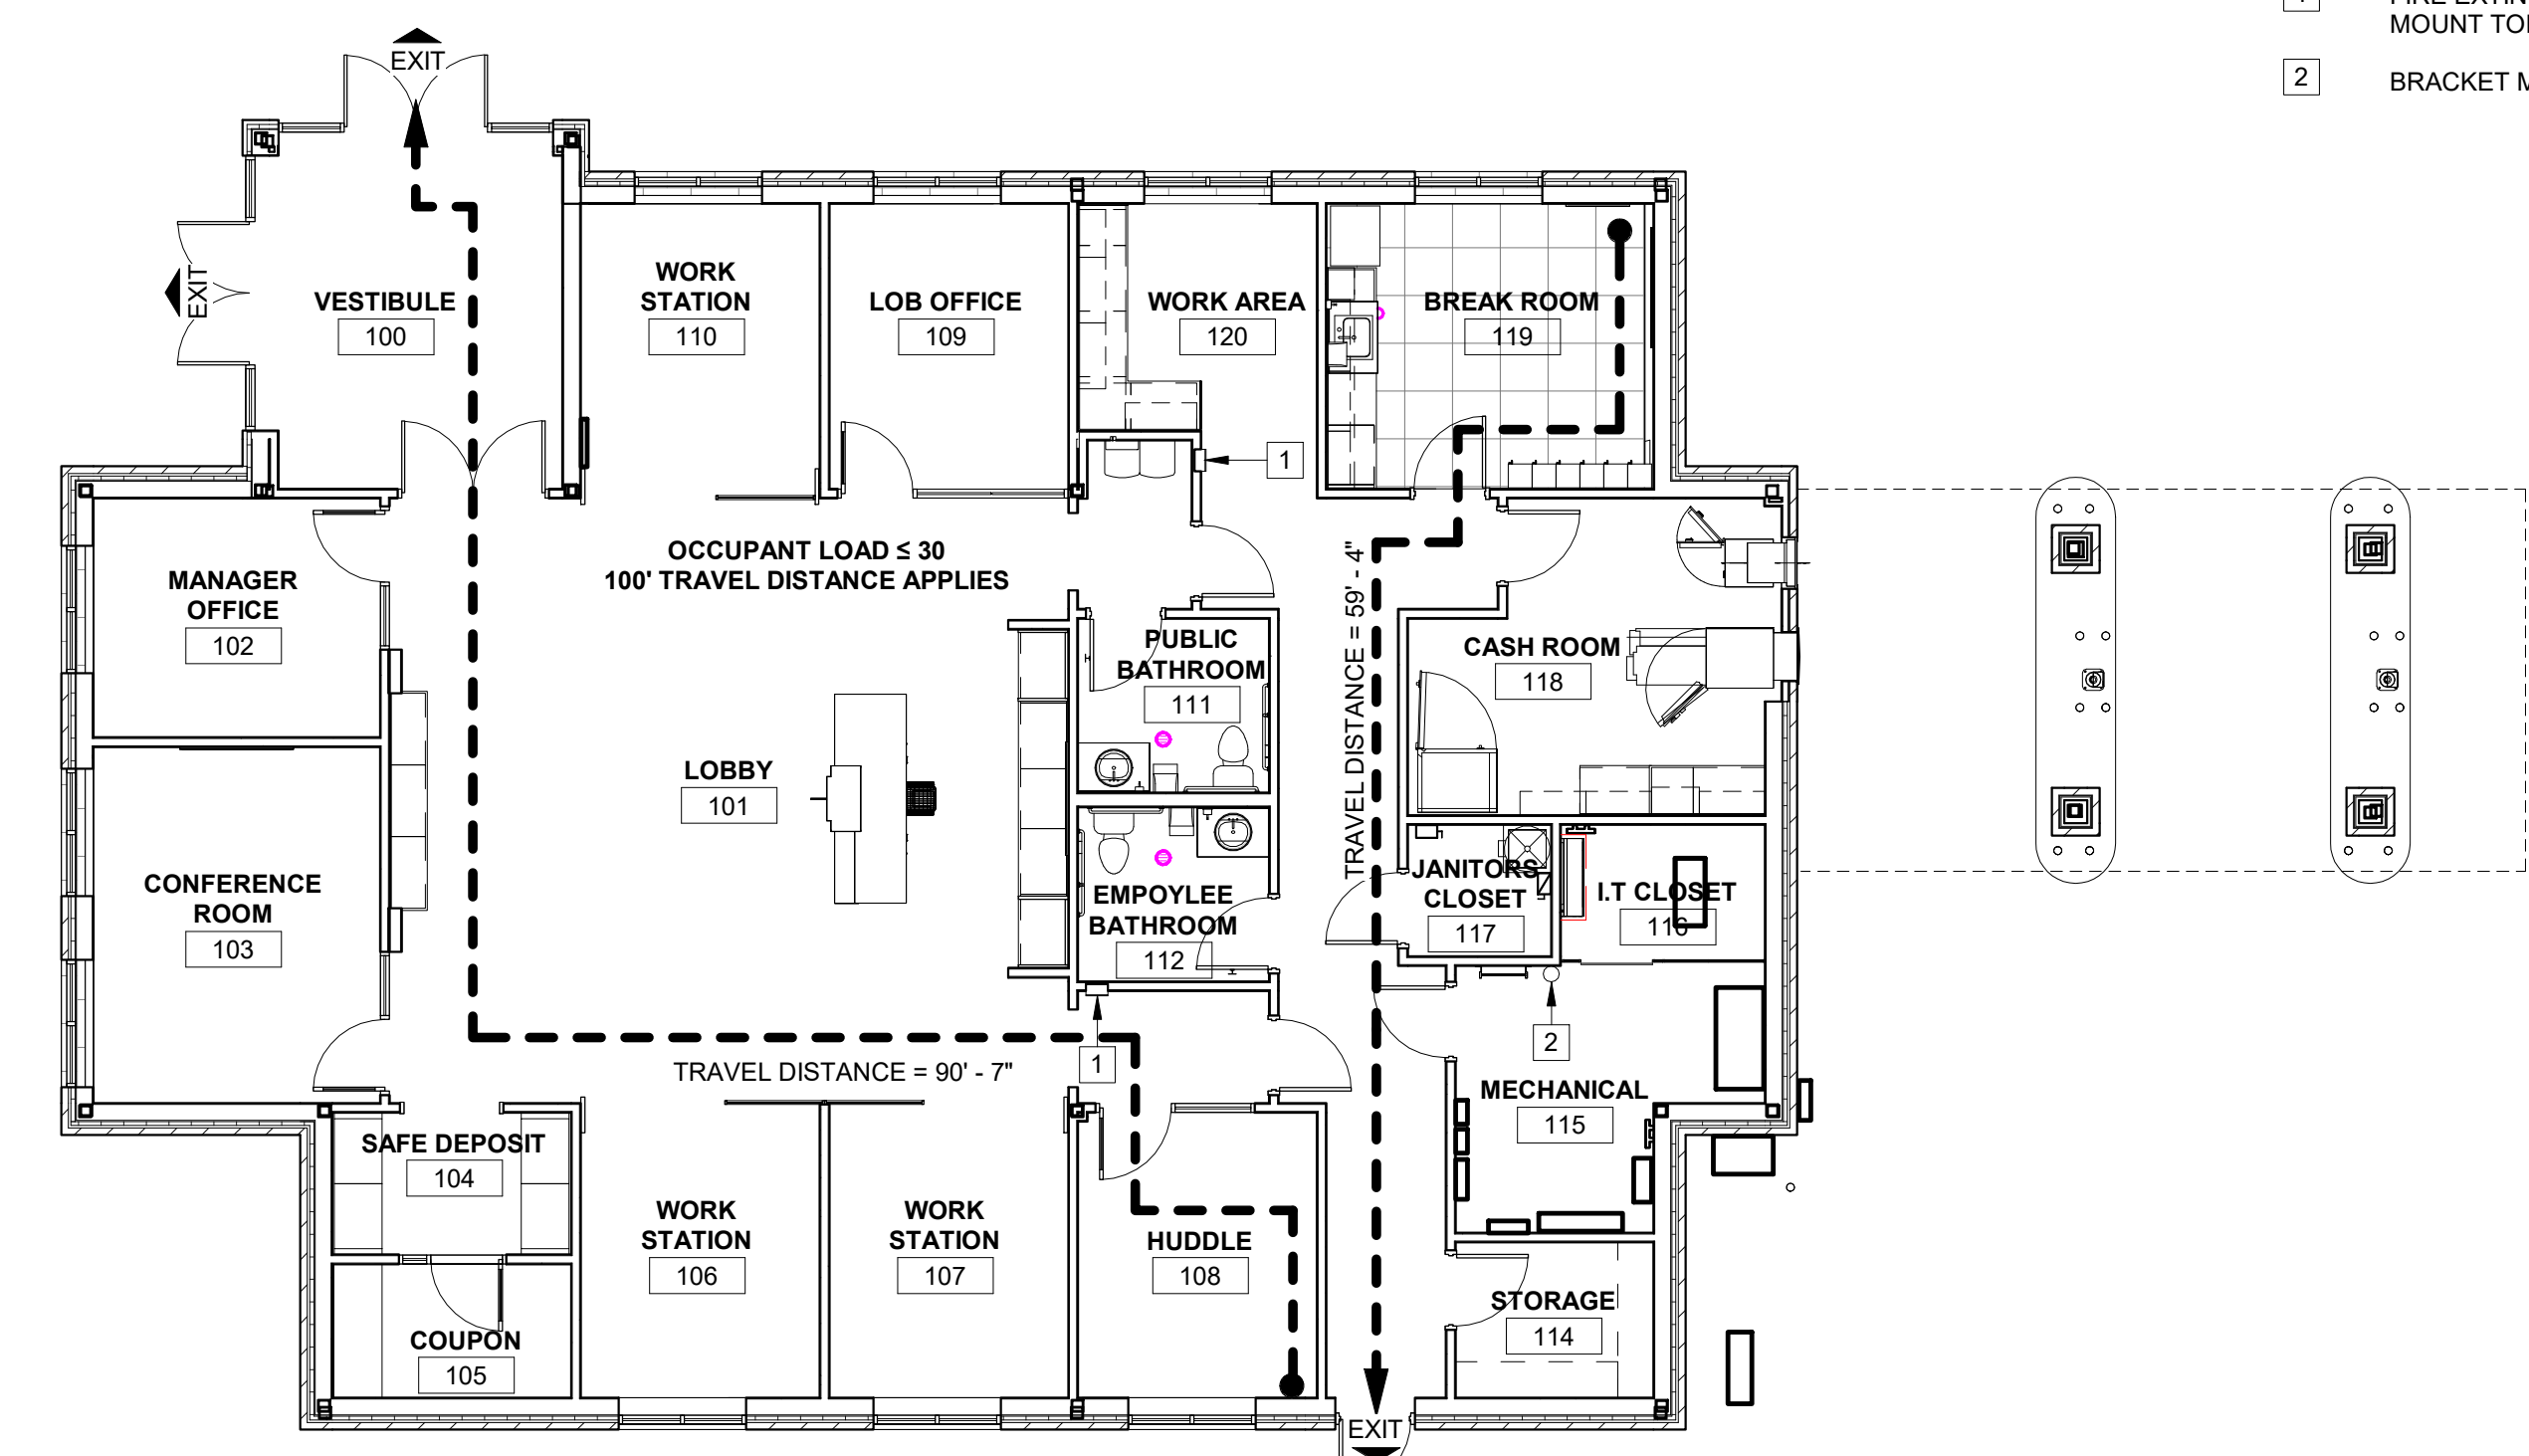 MOUNT
2
BRACKET
EXIT
EXIT
VESTIBULE
100
WORK
STATION
110
LOB OFFICE
109
WORK AREA
120
BREAK ROOM
119
1
OCCUPANT LOAD ≤ 30
100' TRAVEL DISTANCE APPLIES
MANAGER
OFFICE
102
PUBLIC
BATHROOM
111
TRAVEL DISTANCE = 59' - 4"
CASH ROOM
118
LOBBY
101
CONFERENCE
ROOM
103
EMPOYLEE
BATHROOM
112
JANITORS
CLOSET
117
I.T CLOSET
116
1
2
TRAVEL DISTANCE = 90' - 7"
MECHANICAL
115
SAFE DEPOSIT
104
WORK
STATION
106
WORK
STATION
107
HUDDLE
108
STORAGE
114
COUPON
105
EXIT